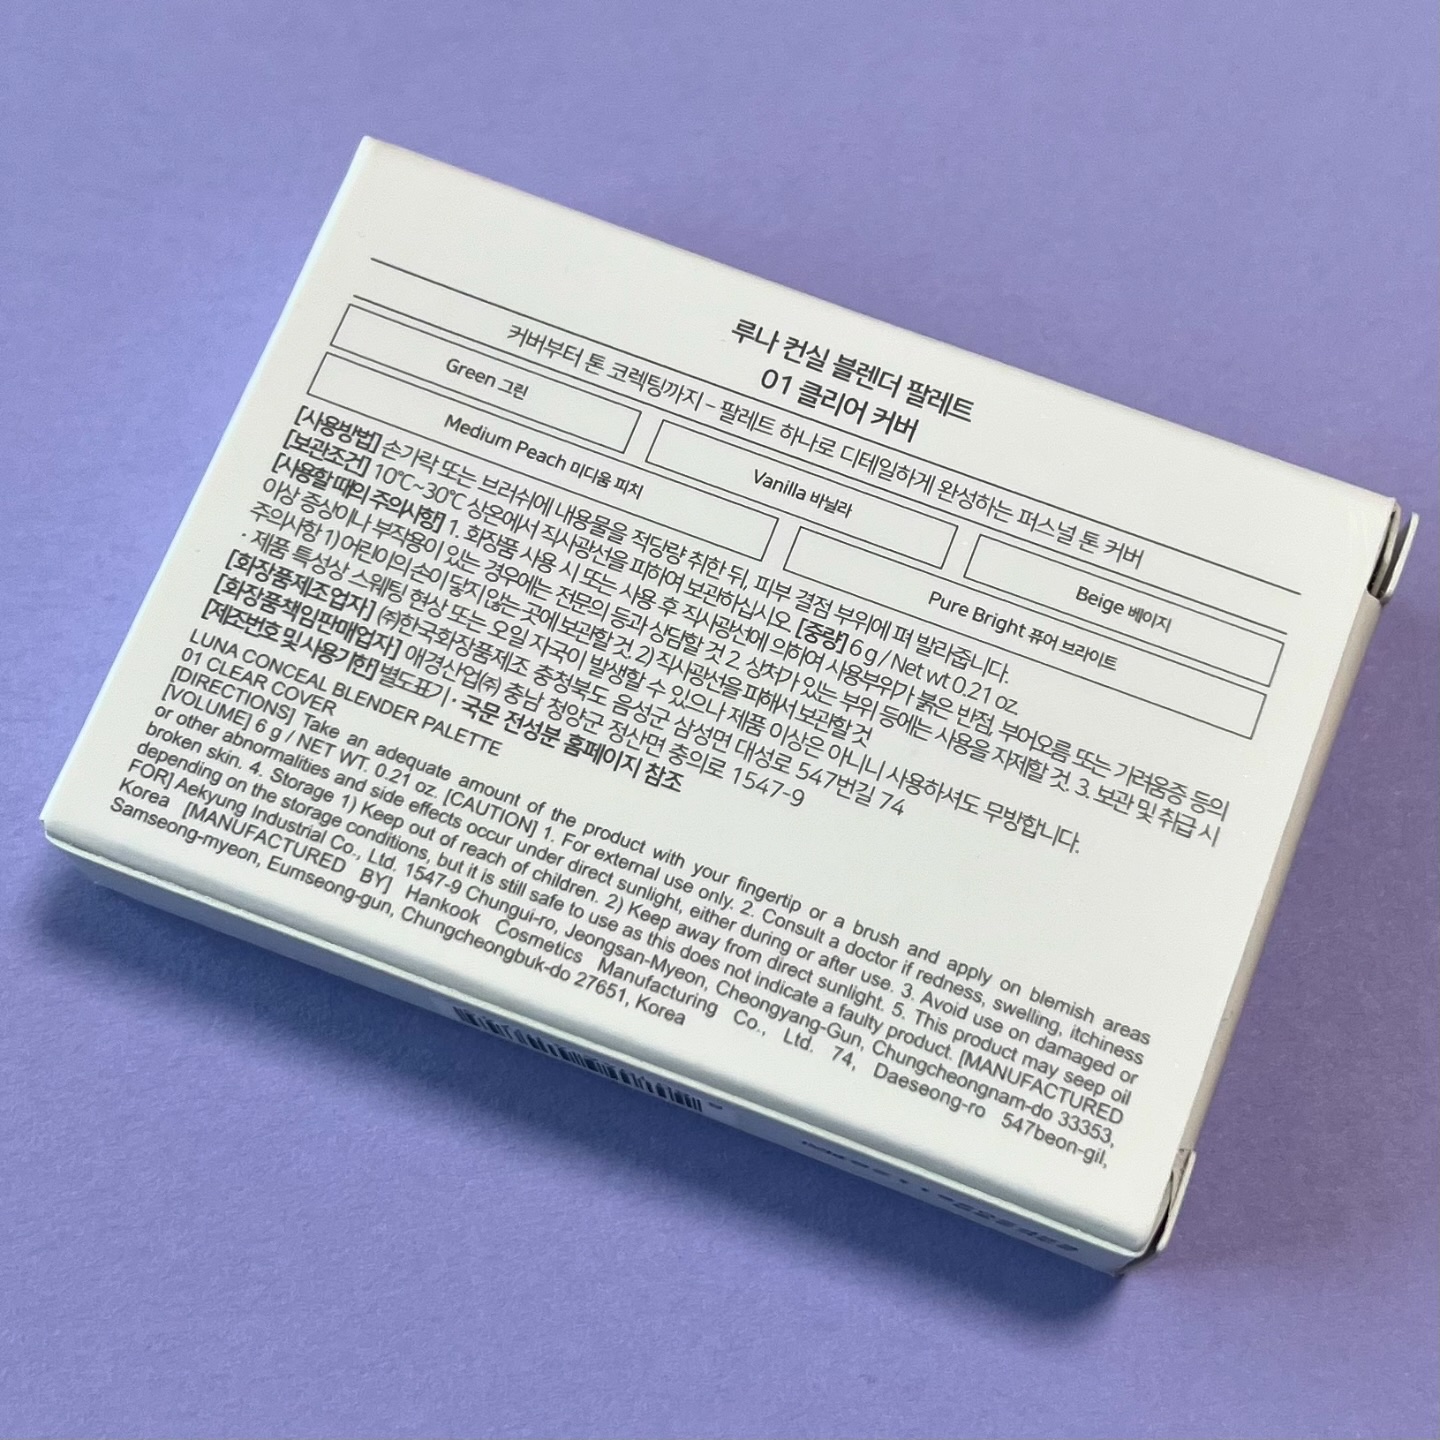 루나 컨실 블렌더 팔레트
01 클리어 커버
커버부터 톤 코렉팅까지 - 팔레트 하나로 디테일하게 완성하는 퍼스널 톤 커버
Green 그린
Vanilla 바닐라
Beige 베이지
Medium Peach 미디움 피치
Pure Bright 퓨어 브라이트
[사용방법] 손가락 또는 브러쉬에 내용물을 적당량 취한 뒤, 피부 결점 부위에 펴 발라줍니다.
[보관조건] 10℃~30℃ 상온에서 직사광선을 피하여 보관하십시오. [중량] 6 g / Net wt 0.21 oz
[사용할 때의 주의사항] 1. 화장품 사용 시 또는 사용 후 직사광선에 의하여 사용부위가 붉은 반점, 부어오름 또는 가려움증 등의
이상 증상이나 부작용이 있는 경우에는 전문의 등과 상담할 것 2. 상처가 있는 부위 등에는 사용을 자제할 것. 3. 보관 및 취급 시
주의사항 1) 어린이의 손이 닿지 않는 곳에 보관할 것 2) 직사광선을 피해서 보관할 것
· 제품 특성상 스웨팅 현상 또는 오일 자국이 발생할 수 있으나 제품 이상은 아니니 사용하셔도 무방합니다.
[화장품제조업자] ㈜한국화장품제조 충청북도 음성군 삼성면 대성로 547번길 74
[화장품책임판매업자] 애경산업㈜ 충남 청양군 정산면 충의로 1547-9
[제조번호 및 사용기한] 별도표기 · 국문 전성분 홈페이지 참조
LUNA CONCEAL BLENDER PALETTE
01 CLEAR COVER
[DIRECTIONS] Take an adequate amount of the product with your fingertip or a brush and apply on blemish areas
[VOLUME] 6 g / NET WT. 0.21 oz. [CAUTION] 1. For external use only. 2. Consult a doctor if redness, swelling, itchiness
or other abnormalities and side effects occur under direct sunlight, either during or after use. 3. Avoid use on damaged or
broken skin. 4. Storage 1) Keep out of reach of children. 2) Keep away from direct sunlight. 5. This product may seep oil
depending on the storage conditions, but it is still safe to use as this does not indicate a faulty product. [MANUFACTURED
FOR] Aekyung Industrial Co., Ltd. 1547-9 Chungui-ro, Jeongsan-Myeon, Cheongyang-Gun, Chungcheongnam-do 33353,
Korea [MANUFACTURED BY] Hankook Cosmetics Manufacturing Co., Ltd. 74, Daeseong-ro 547beon-gil,
Samseong-myeon, Eumseong-gun, Chungcheongbuk-do 27651, Korea